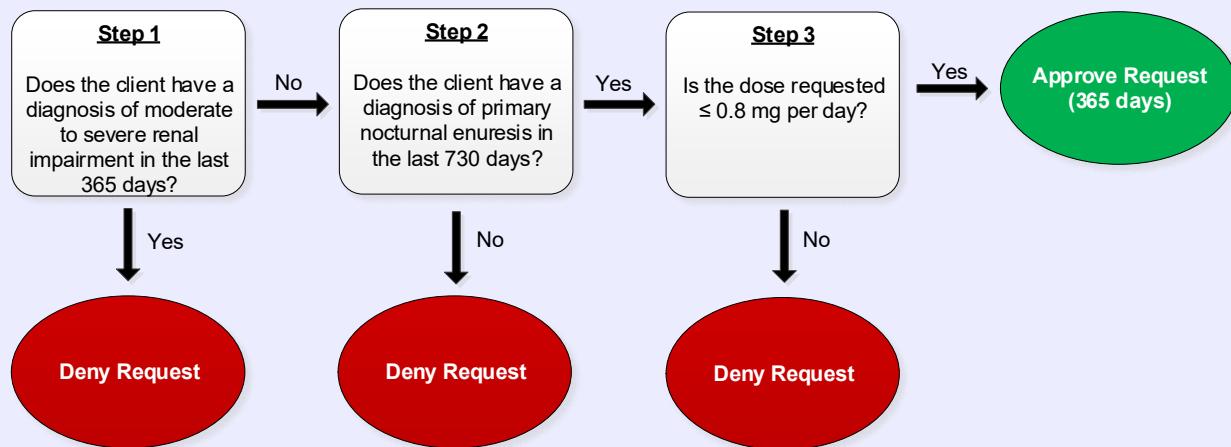 Step 1
Does the client have a
diagnosis of moderate
to severe renal
impairment in the last
365 days?
No
Yes
Deny Request
Step 2
Does the client have a
diagnosis of primary
nocturnal enuresis in
the last 730 days?
Yes
No
Deny Request
Step 3
Is the dose requested
≤ 0.8 mg per day?
Yes
No
Deny Request
Approve Request
(365 days)